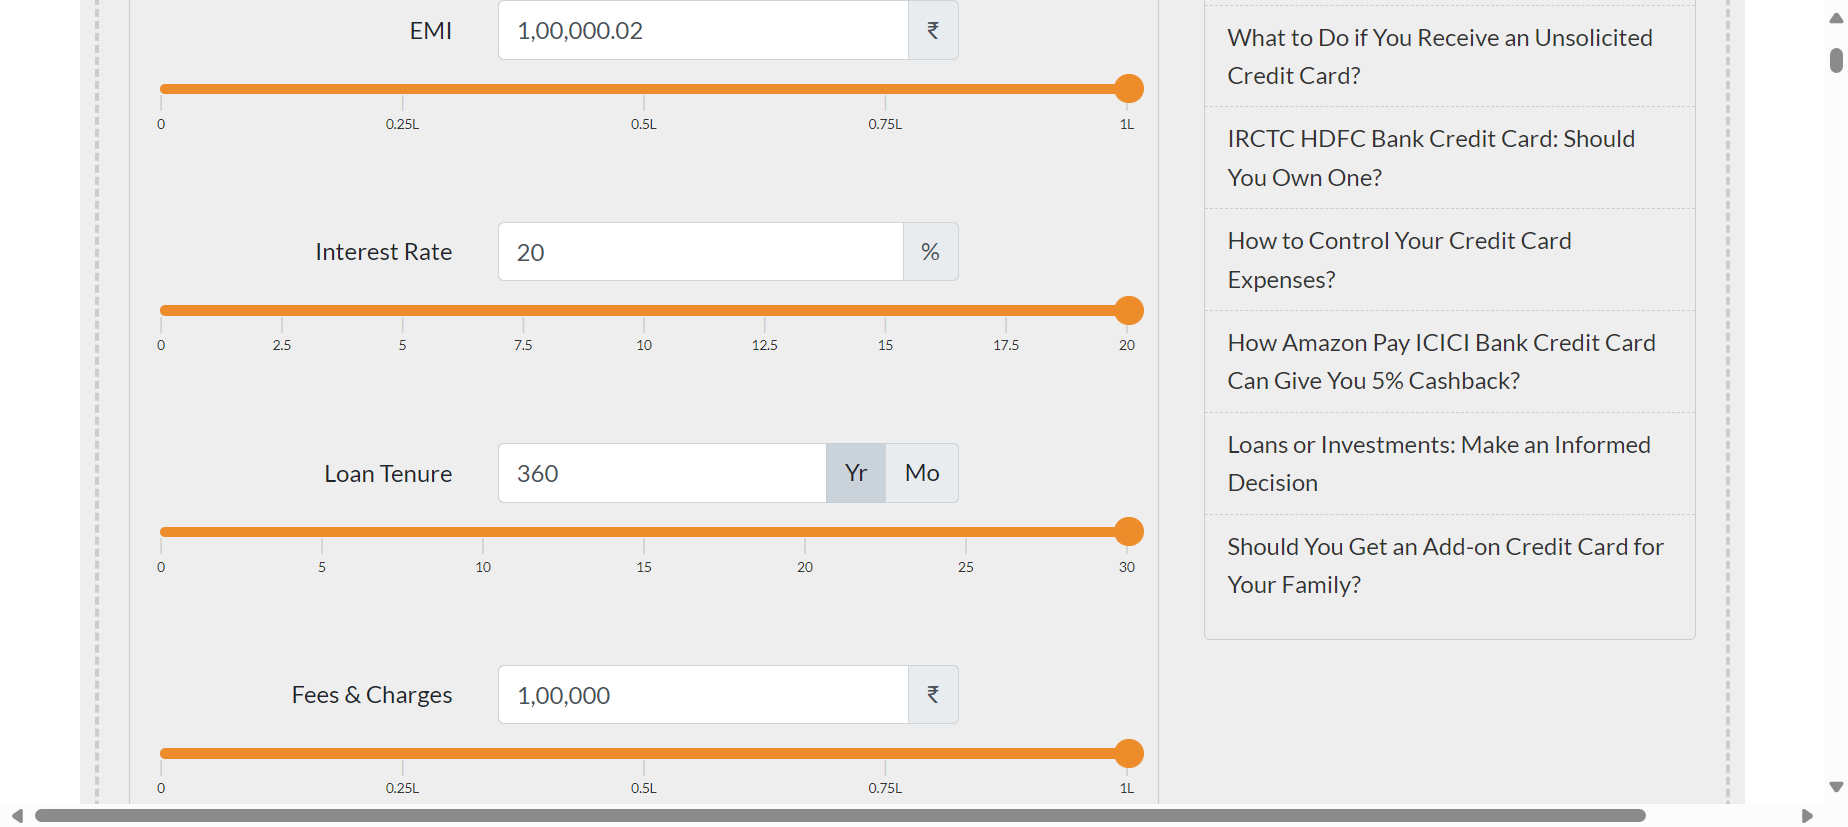 EMI
1,00,000.02 ₹
0 0.25L 0.5L 0.75L 1L
Interest Rate
20 %
0 2.5 5 7.5 10 12.5 15 17.5 20
Loan Tenure
360 Yr Mo
0 5 10 15 20 25 30
Fees & Charges
1,00,000 ₹
0 0.25L 0.5L 0.75L 1L
What to Do if You Receive an Unsolicited
Credit Card?
IRCTC HDFC Bank Credit Card: Should
You Own One?
How to Control Your Credit Card
Expenses?
How Amazon Pay ICICI Bank Credit Card
Can Give You 5% Cashback?
Loans or Investments: Make an Informed
Decision
Should You Get an Add-on Credit Card for
Your Family?